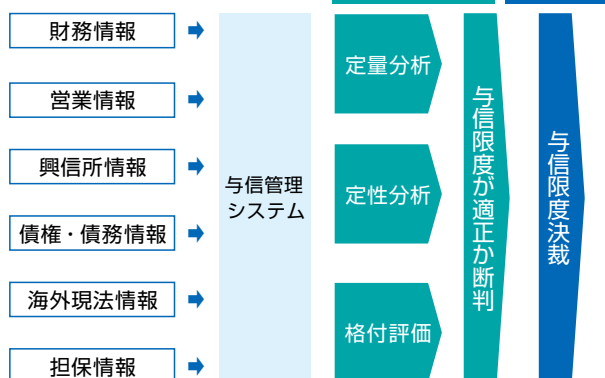 財務情報
営業情報
興信所情報
債権・債務情報
海外現法情報
担保情報
与信管理
システム
定量分析
定性分析
格付評価
与信限度が適正か断判
与信限度決裁